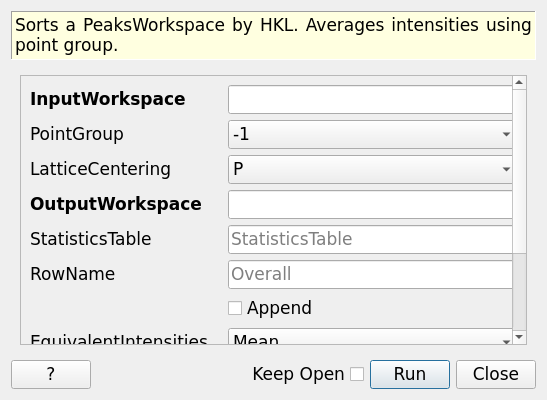 Sorts a PeaksWorkspace by HKL. Averages intensities using
point group.
InputWorkspace
PointGroup -1
LatticeCentering P
OutputWorkspace
StatisticsTable StatisticsTable
RowName Overall
Append
EquivalentIntensities Mean
? Keep Open Run Close